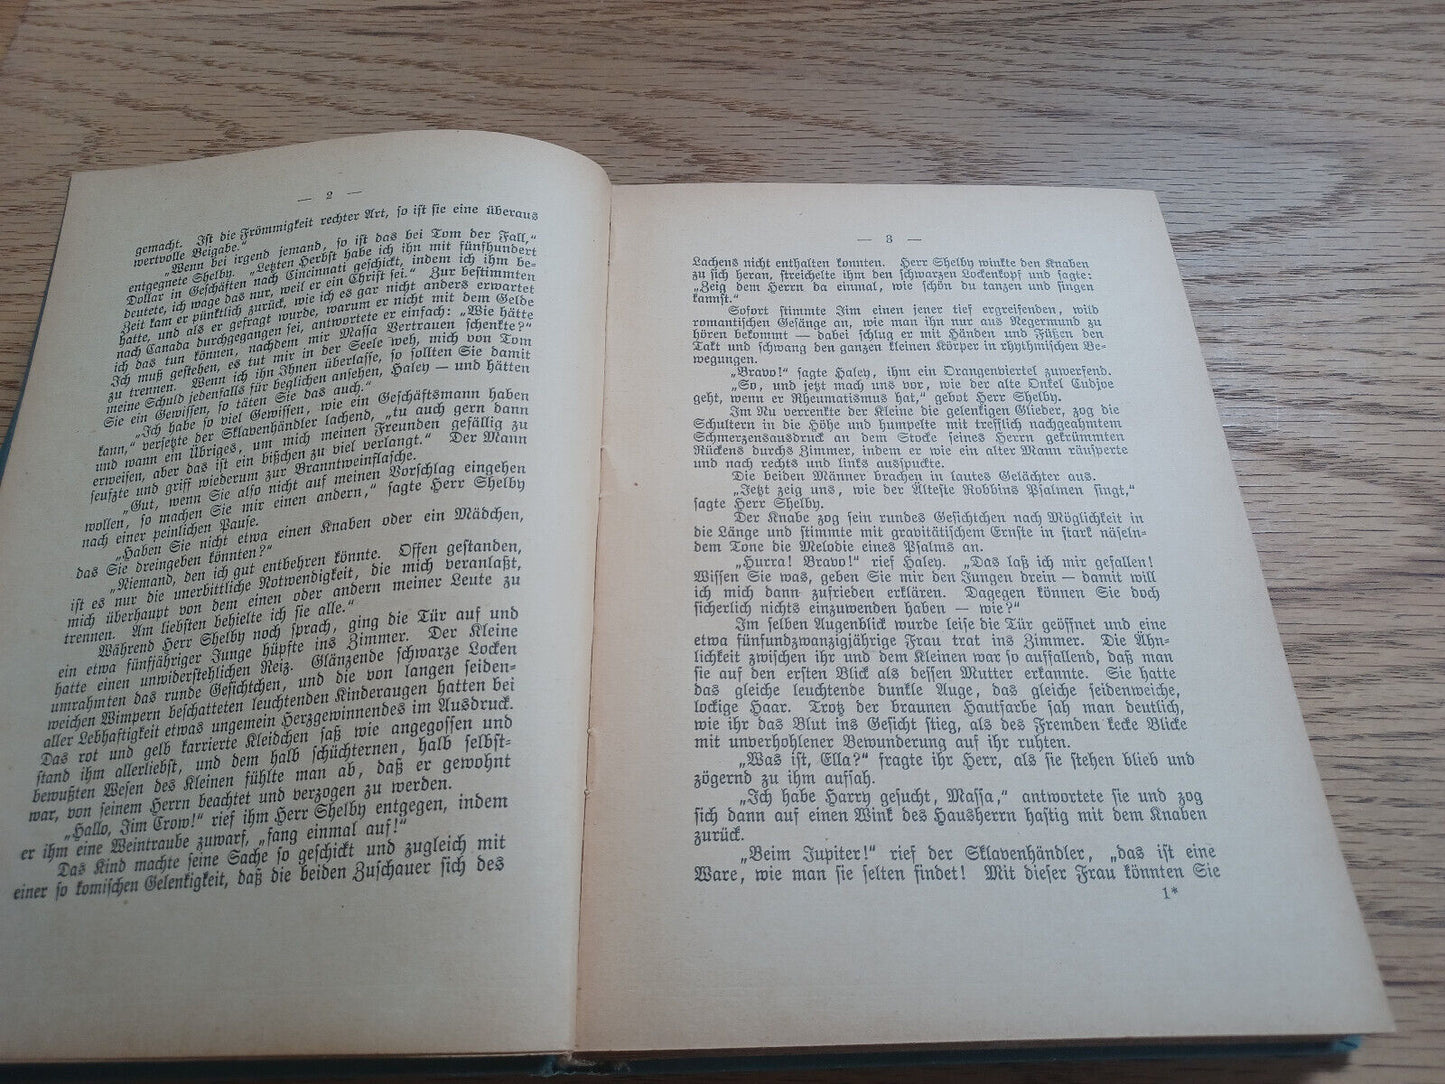 — 2 —
gemacht. Ist die Frömmigkeit rechter Art, so ist sie eine überaus
wertvolle Beigabe.“
„Wenn bei irgend jemand, so ist das bei Tom der Fall,“
entgegnete Shelby. „Letzten Herbst habe ich ihn mit fünfhundert
Dollar in Geschäften nach Cincinnati geschickt, indem ich ihm be-
deutete, ich wage das nur, weil er ein Christ sei.“ Zur bestimmten
Zeit kam er pünktlich zurück, wie ich es gar nicht anders erwartet
hatte, und als er gefragt wurde, warum er nicht mit dem Gelde
nach Canada durchgegangen sei, antwortete er einfach: „Wie hätte
ich das tun können, nachdem mir Massa Vertrauen schenkte?“
Ich muß gestehen, es tut mir in der Seele weh, mich von Tom
zu trennen. Wenn ich ihn Ihnen überlasse, so sollten Sie damit
meine Schuld jedenfalls für beglichen ansehen, Haley — und hätten
Sie ein Gewissen, so täten Sie das auch.“
„Ich habe so viel Gewissen, wie ein Geschäftsmann haben
kann,“ versetzte der Sklavenhändler lachend, „tu auch gern dann
und wann ein Übriges, um mich meinen Freunden gefällig zu
erweisen, aber das ist ein bißchen zu viel verlangt.“ Der Mann
seufzte und griff wiederum zur Branntweinflasche.
„Gut, wenn Sie also nicht auf meinen Vorschlag eingehen
wollen, so machen Sie mir einen andern,“ sagte Herr Shelby
nach einer peinlichen Pause.
„Haben Sie nicht etwa einen Knaben oder ein Mädchen,
das Sie dreingeben könnten?“
„Niemand, den ich gut entbehren könnte. Offen gestanden,
ist es nur die unerbittliche Notwendigkeit, die mich veranlaßt,
mich überhaupt von dem einen oder andern meiner Leute zu
trennen. Am liebsten behielte ich sie alle.“
Während Herr Shelby noch sprach, ging die Tür auf und
ein etwa fünfjähriger Junge hüpfte ins Zimmer. Der Kleine
hatte einen unwiderstehlichen Reiz. Glänzende schwarze Locken
umrahmten das runde Gesichtchen, und die von langen seiden-
weichen Wimpern beschatteten leuchtenden Kinderaugen hatten bei
aller Lebhaftigkeit etwas ungemein Herzgewinnendes im Ausdruck.
Das rot und gelb karrierte Kleidchen saß wie angegossen und
stand ihm allerliebst, und dem halb schüchternen, halb selbst-
bewußten Wesen des Kleinen fühlte man ab, daß er gewohnt
war, von seinem Herrn beachtet und verzogen zu werden.
„Hallo, Jim Crow!“ rief ihm Herr Shelby entgegen, indem
er ihm eine Weintraube zuwarf, „fang einmal auf!“
Das Kind machte seine Sache so geschickt und zugleich mit
einer so komischen Gelenkigkeit, daß die beiden Zuschauer sich des
— 3 —
Lachens nicht enthalten konnten. Herr Shelby winkte den Knaben
zu sich heran, streichelte ihm den schwarzen Lockenkopf und sagte:
„Zeig dem Herrn da einmal, wie schön du tanzen und singen
kannst.“
Sofort stimmte Jim einen jener tief ergreifenden, wild
romantischen Gesänge an, wie man ihn nur aus Negermund zu
hören bekommt — dabei schlug er mit Händen und Füßen den
Takt und schwang den ganzen kleinen Körper in rhythmischen Be-
wegungen.
„Bravo!“ sagte Haley, ihm ein Orangenviertel zuwerfend.
„So, und jetzt mach uns vor, wie der alte Onkel Cudjoe
geht, wenn er Rheumatismus hat,“ gebot Herr Shelby.
Im Nu verrenkte der Kleine die gelenkigen Glieder, zog die
Schultern in die Höhe und humpelte mit trefflich nachgeahmtem
Schmerzensausdruck an dem Stocke seines Herrn gekrümmten
Rückens durchs Zimmer, indem er wie ein alter Mann räusperte
und nach rechts und links ausspuckte.
Die beiden Männer brachen in lautes Gelächter aus.
„Jetzt zeig uns, wie der Älteste Robbins Psalmen singt,“
sagte Herr Shelby.
Der Knabe zog sein rundes Gesichtchen nach Möglichkeit in
die Länge und stimmte mit gravitätischem Ernste in stark näseln-
dem Tone die Melodie eines Psalms an.
„Hurra! Bravo!“ rief Haley. „Das laß ich mir gefallen!
Wissen Sie was, geben Sie mir den Jungen drein — damit will
ich mich dann zufrieden erklären. Dagegen können Sie doch
sicherlich nichts einzuwenden haben — wie?“
Im selben Augenblick wurde leise die Tür geöffnet und eine
etwa fünfundzwanzigjährige Frau trat ins Zimmer. Die Ähn-
lichkeit zwischen ihr und dem Kleinen war so auffallend, daß man
sie auf den ersten Blick als dessen Mutter erkannte. Sie hatte
das gleiche leuchtende dunkle Auge, das gleiche seidenweiche,
lockige Haar. Trotz der braunen Hautfarbe sah man deutlich,
wie ihr das Blut ins Gesicht stieg, als des Fremden kecke Blicke
mit unverhohlener Bewunderung auf ihr ruhten.
„Was ist, Ella?“ fragte ihr Herr, als sie stehen blieb und
zögernd zu ihm aufsah.
„Ich habe Harry gesucht, Massa,“ antwortete sie und zog
sich dann auf einen Wink des Hausherrn hastig mit dem Knaben
zurück.
„Beim Jupiter!“ rief der Sklavenhändler, „das ist eine
Ware, wie man sie selten findet! Mit dieser Frau könnten Sie
1*